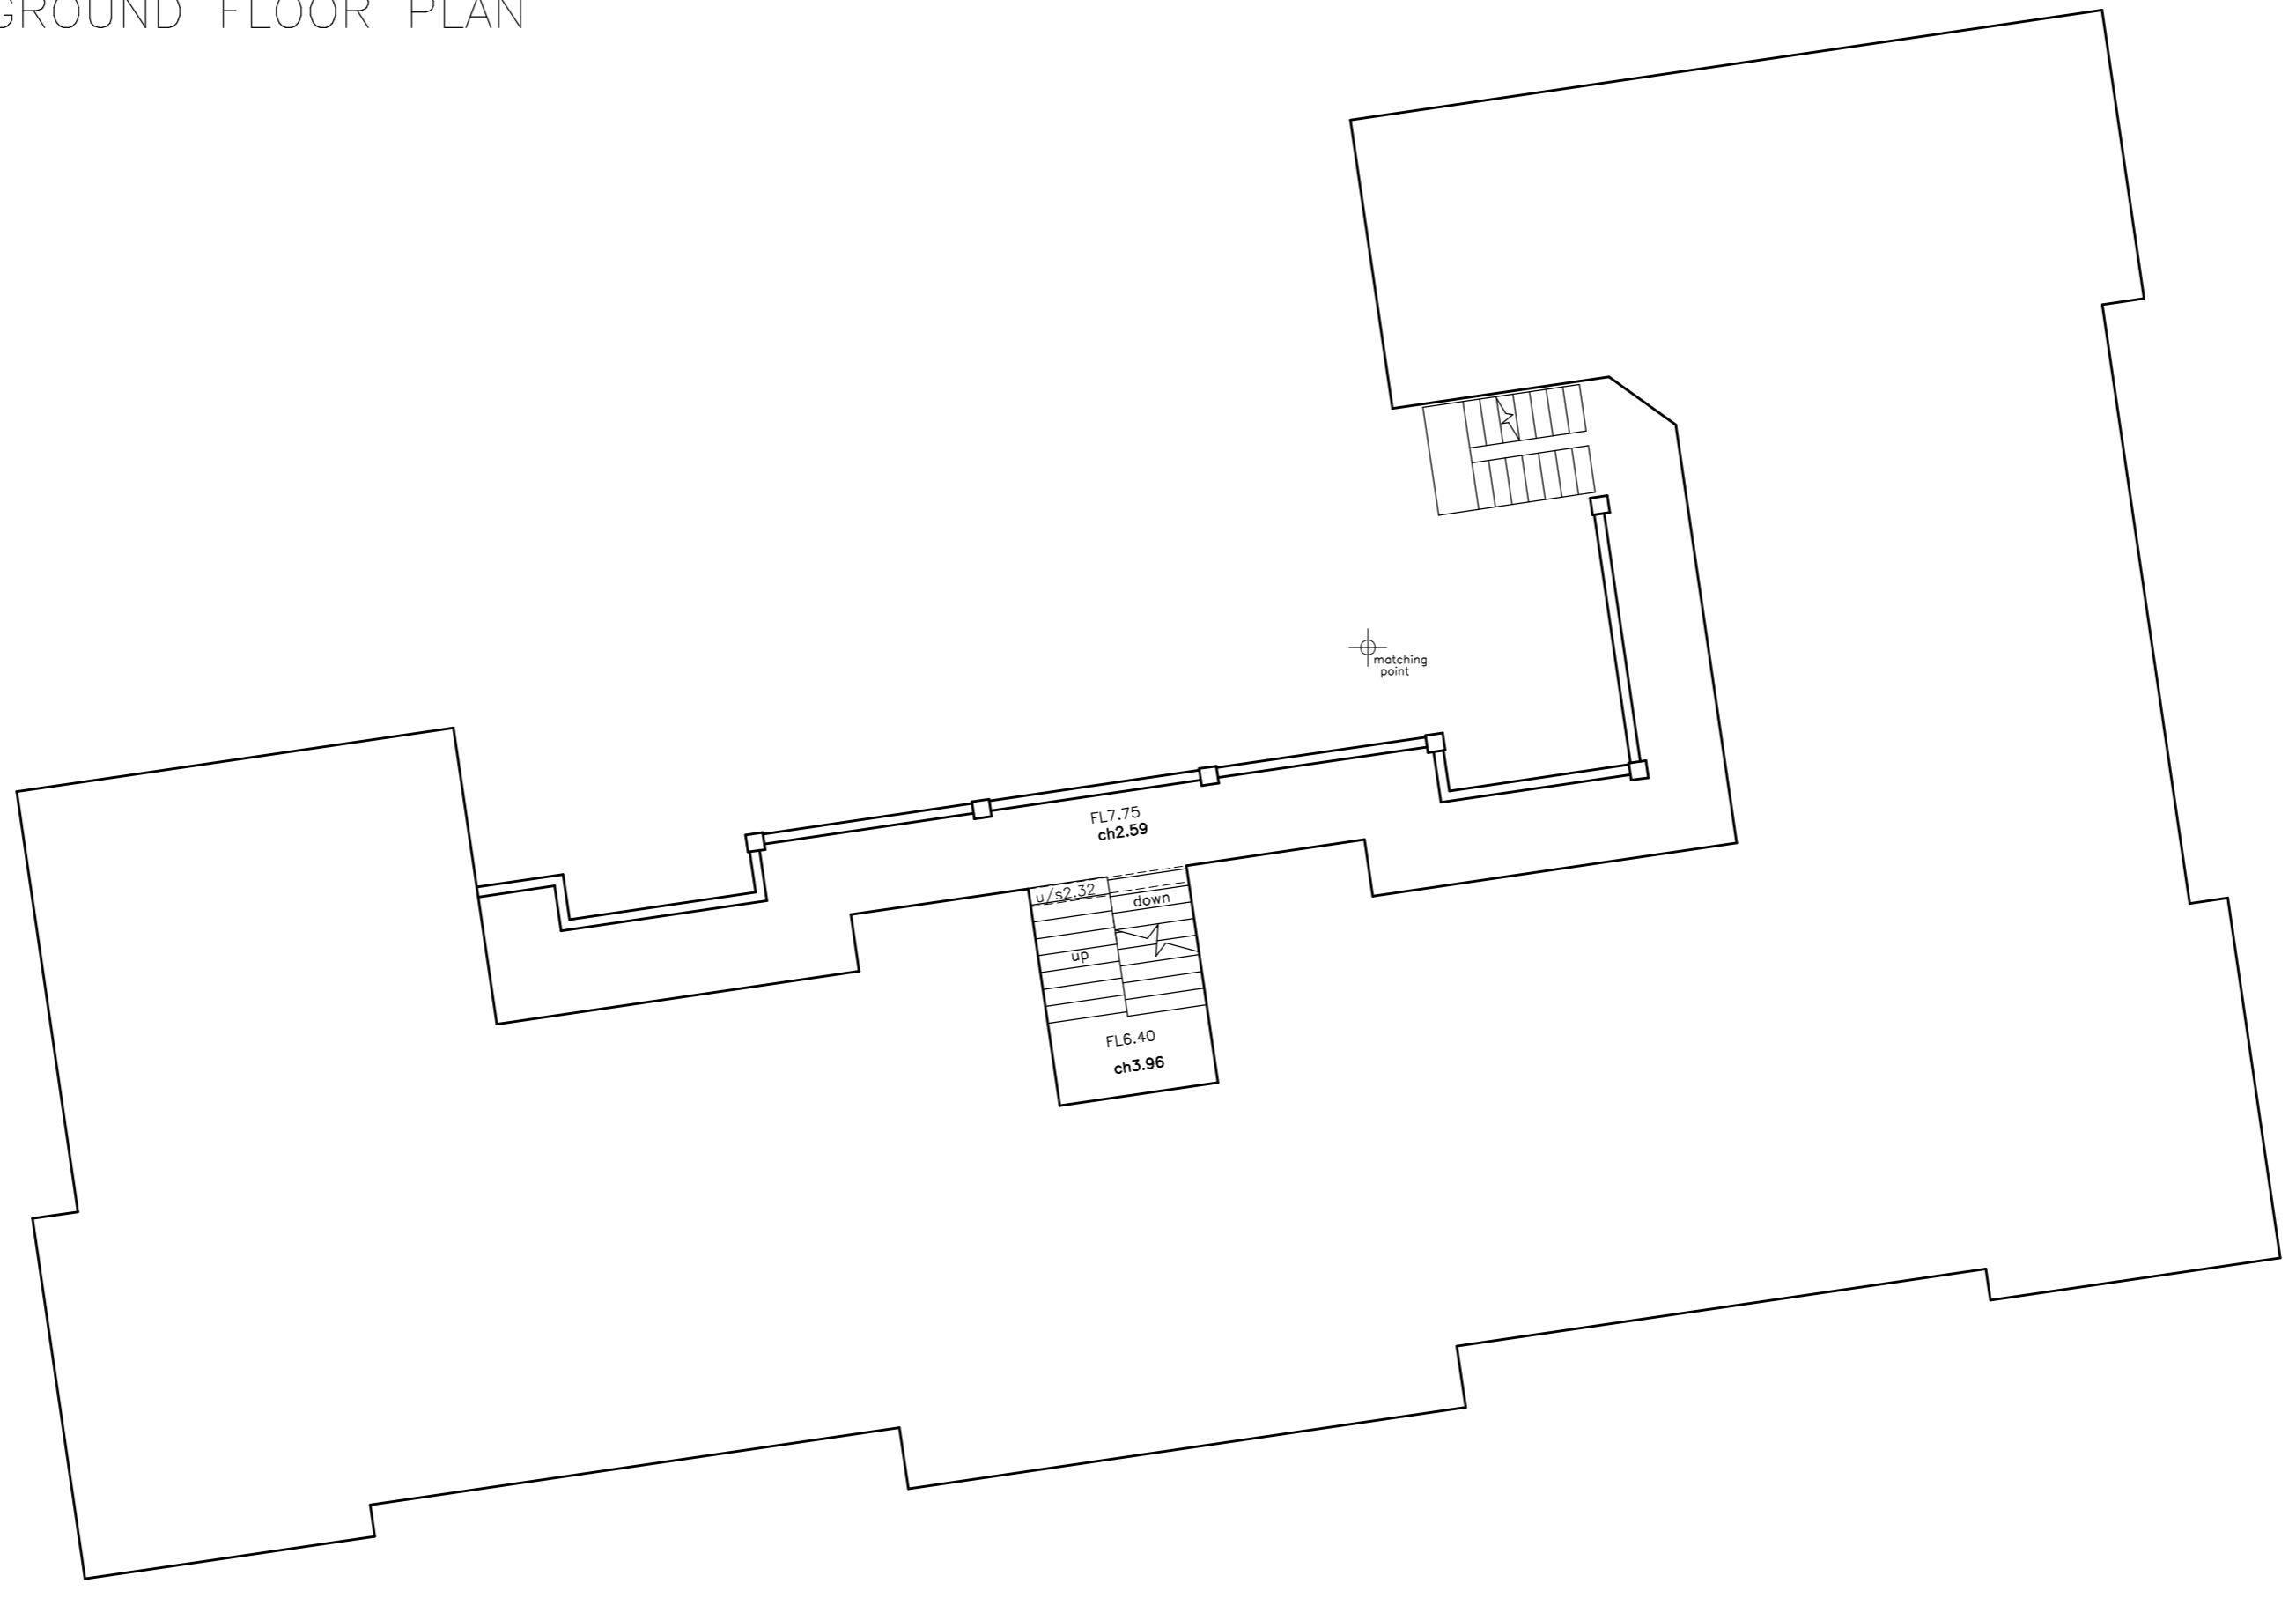 GROUND FLOOR PLAN
matching
point
FL7.75
ch2.59
u/s2.32
down
up
FL6.40
ch3.96